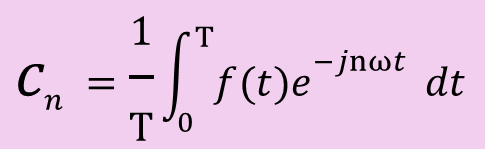 Cₙ = 1/T ∫₀ᵀ f(t)e^(−jnωt) dt